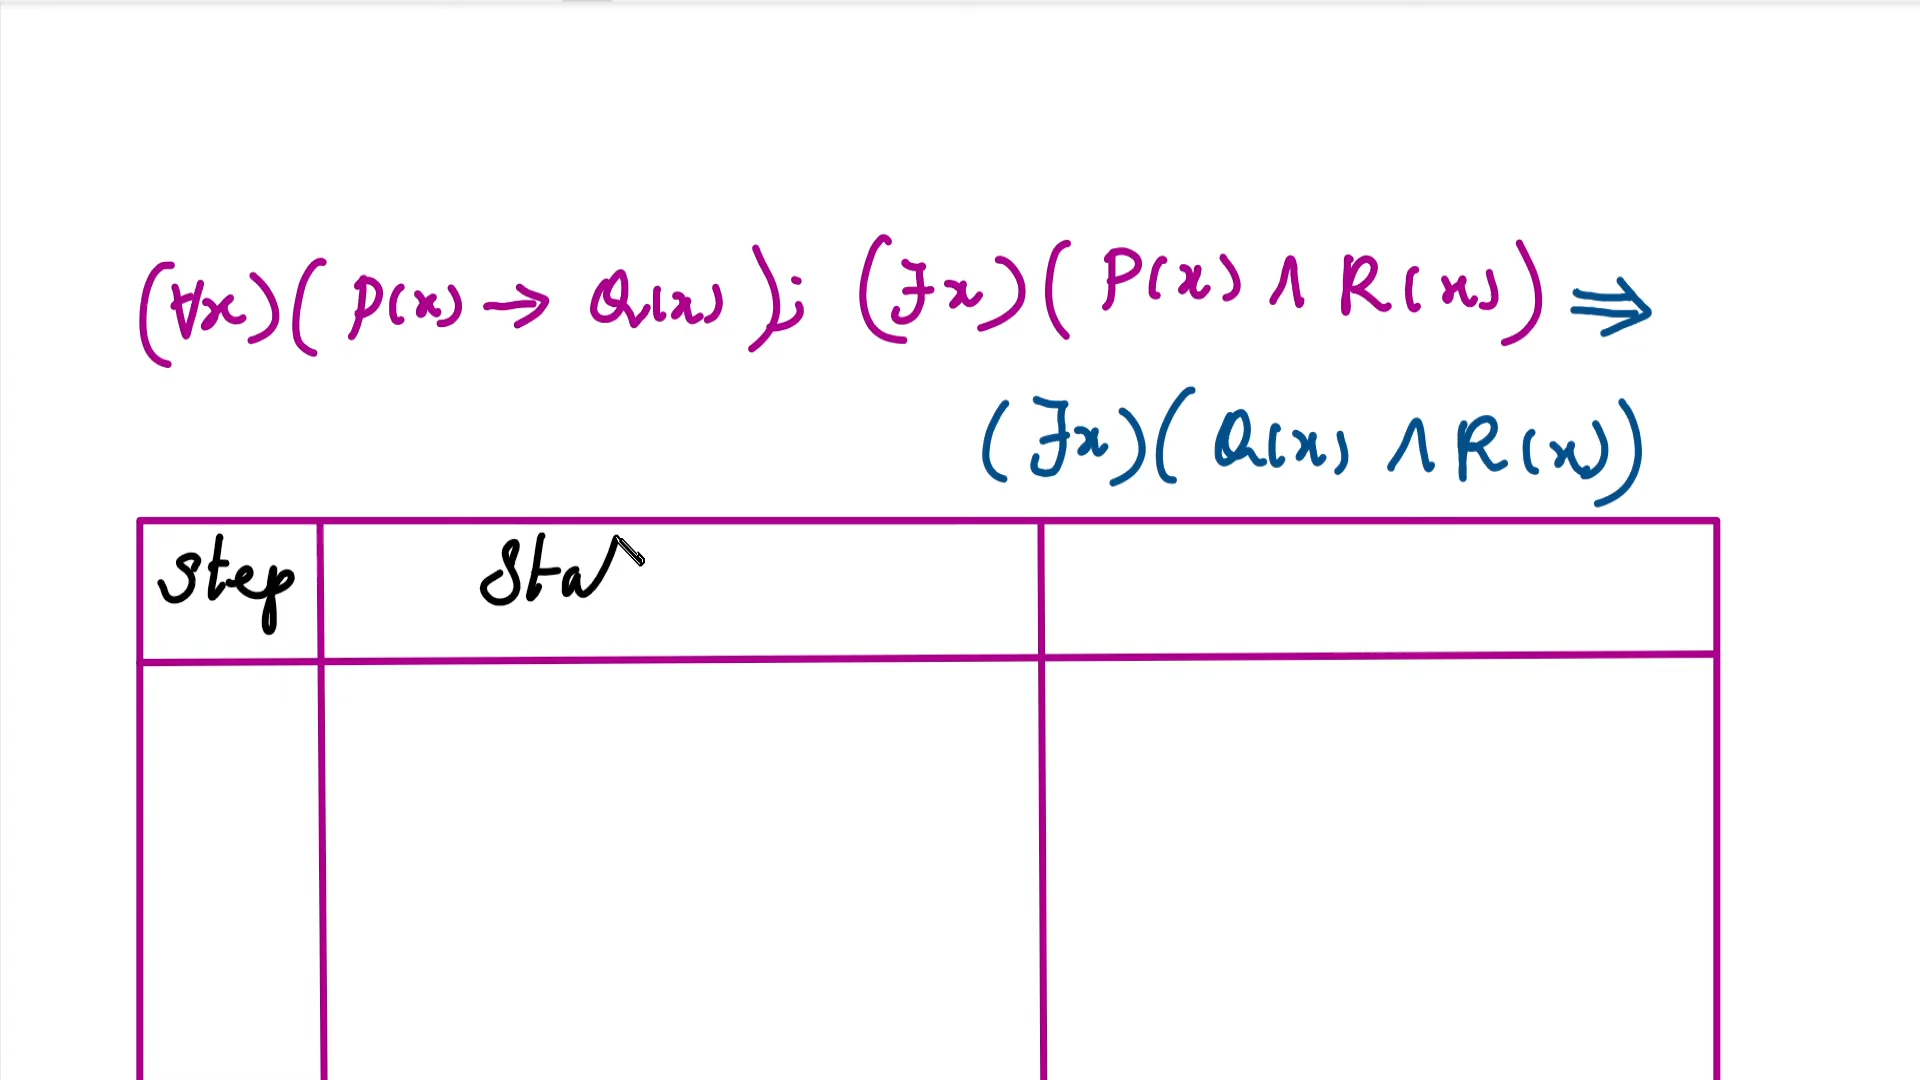 (∀x)(P(x) → Q(x)); (∃x)(P(x) ∧ R(x)) ⇒
(∃x)(Q(x) ∧ R(x))
Step Sta